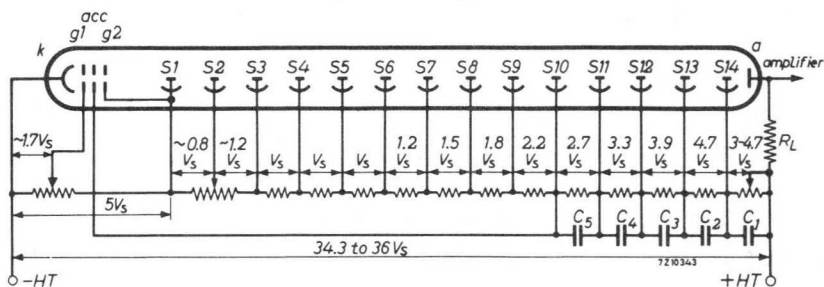 acc
g1 g2
k
S1 S2 S3 S4 S5 S6 S7 S8 S9 S10 S11 S12 S13 S14
a
amplifier
~1.7Vs
~0.8 Vs
~1.2 Vs
Vs
Vs
Vs
1.2 Vs
1.5 Vs
1.8 Vs
2.2 Vs
2.7 Vs
3.3 Vs
3.9 Vs
4.7 Vs
3-4.7 Vs
RL
5Vs
C5 C4 C3 C2 C1
34.3 to 36Vs
7Z10343
-HT
+HT